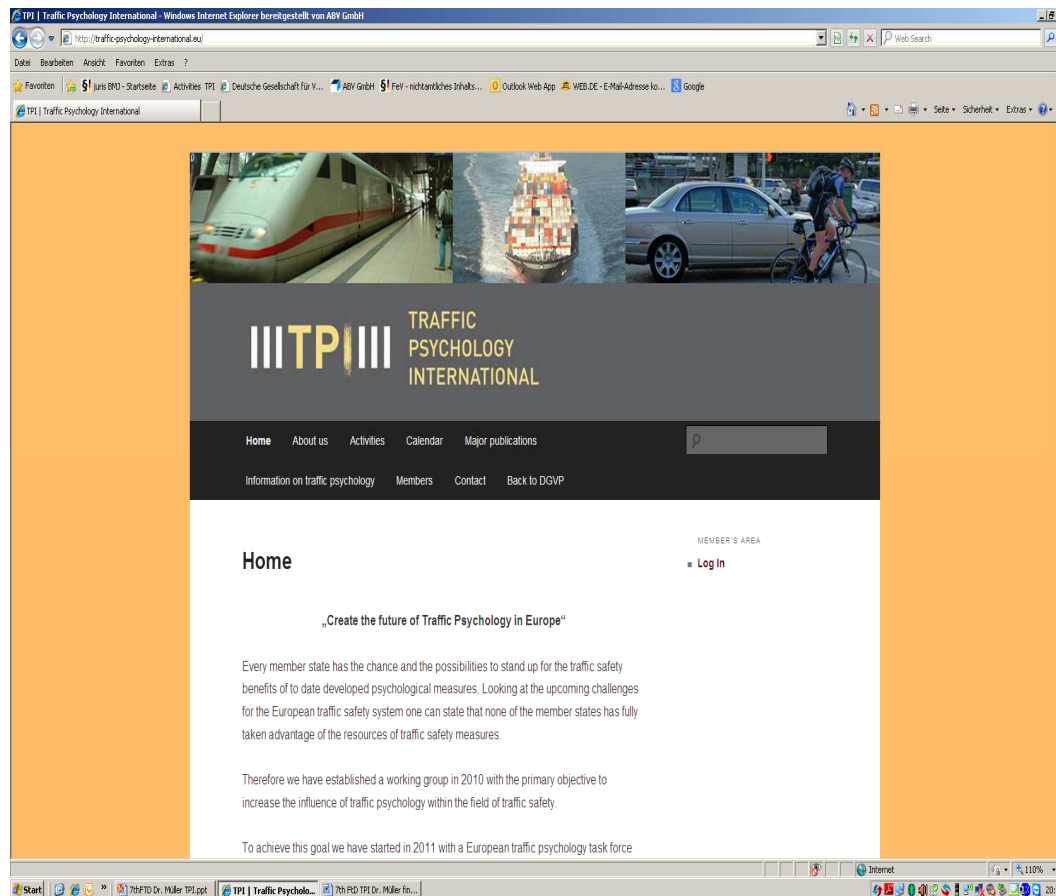 TPI | Traffic Psychology International - Windows Internet Explorer bereitgestellt von ABV GmbH
http://traffic-psychology-international.eu/
Web Search
Datei Bearbeiten Ansicht Favoriten Extras ?
Favoriten juris BMJ - Startseite Activities TPI Deutsche Gesellschaft für V... ABV GmbH FeV - nichtamtliches Inhalts... Outlook Web App WEB.DE - E-Mail-Adresse ko... Google
TPI | Traffic Psychology International
Seite Sicherheit Extras
TPI
TRAFFIC
PSYCHOLOGY
INTERNATIONAL
Home About us Activities Calendar Major publications
Information on traffic psychology Members Contact Back to DGVP
MEMBER'S AREA
Log In
Home
„Create the future of Traffic Psychology in Europe“
Every member state has the chance and the possibilities to stand up for the traffic safety
benefits of to date developed psychological measures. Looking at the upcoming challenges
for the European traffic safety system one can state that none of the member states has fully
taken advantage of the resources of traffic safety measures.
Therefore we have established a working group in 2010 with the primary objective to
increase the influence of traffic psychology within the field of traffic safety.
To achieve this goal we have started in 2011 with a European traffic psychology task force
Internet 110%
Start 7thFTD Dr. Müller TPI.ppt TPI | Traffic Psycholo... 7th FtD TPI Dr. Müller fin... 20: